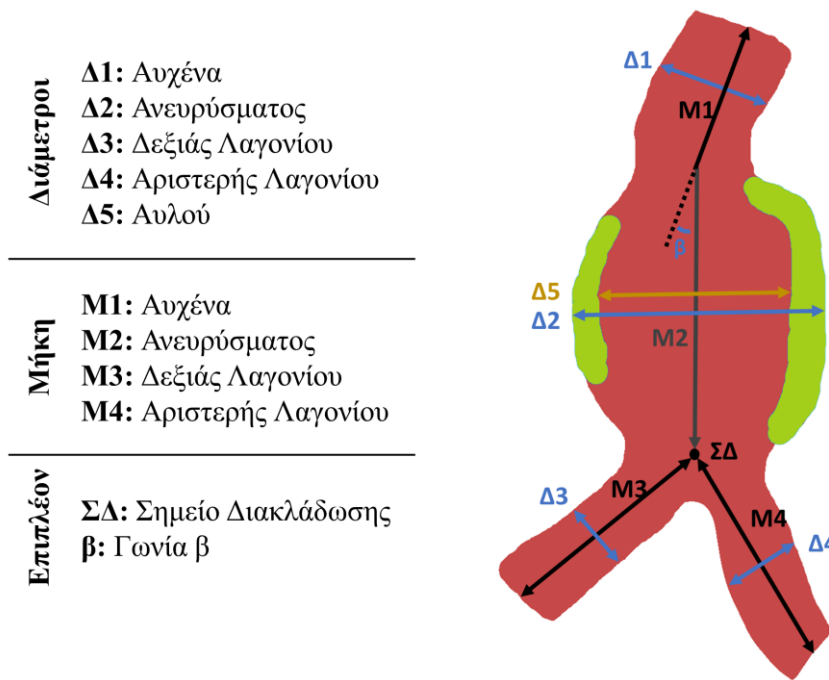 Διάμετροι
Δ1: Αυχένα
Δ2: Ανευρύσματος
Δ3: Δεξιάς Λαγονίου
Δ4: Αριστερής Λαγονίου
Δ5: Αυλού
Μήκη
Μ1: Αυχένα
Μ2: Ανευρύσματος
Μ3: Δεξιάς Λαγονίου
Μ4: Αριστερής Λαγονίου
Επιπλέον
ΣΔ: Σημείο Διακλάδωσης
β: Γωνία β
Δ1
Μ1
β
Δ5
Δ2
Μ2
ΣΔ
Δ3
Μ3
Μ4
Δ4